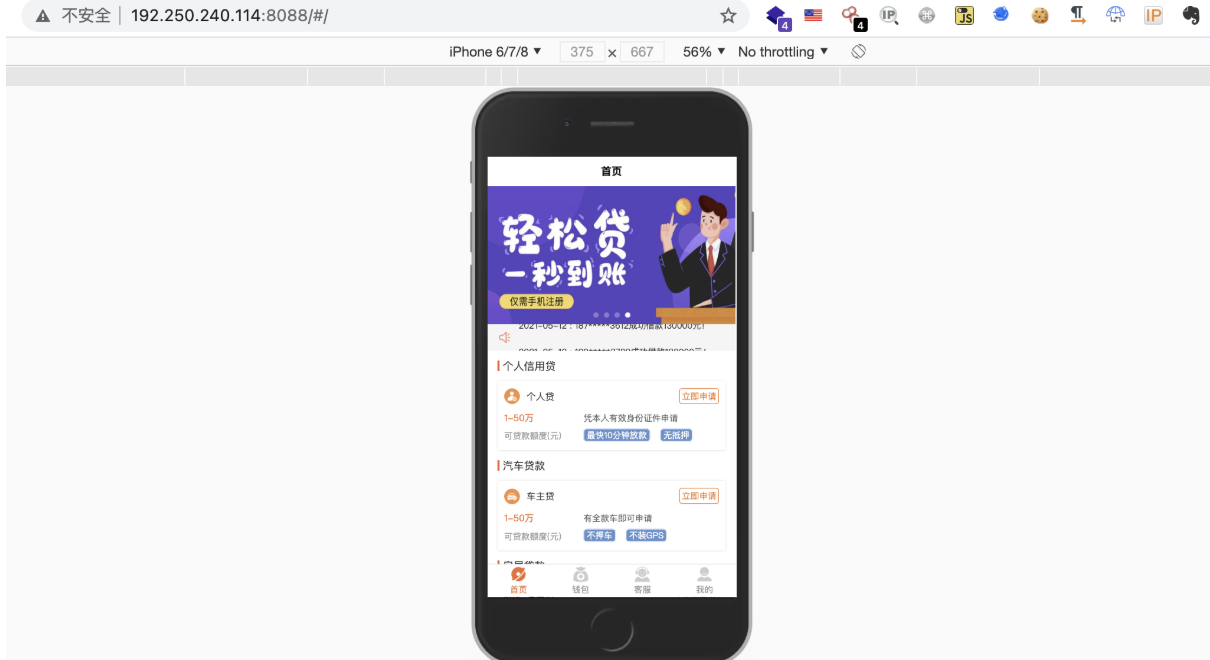 不安全 192.250.240.114:8088/#/
4
4
IP
JS
IP
iPhone 6/7/8 ▼ 375 × 667 56% ▼ No throttling ▼
首页
轻松贷
一秒到账
仅需手机注册
2021-05-12：187*****3612成功借款130000元!
个人信用贷
个人贷 立即申请
1~50万 凭本人有效身份证件申请
可贷款额度(元) 最快10分钟放款 无抵押
汽车贷款
车主贷 立即申请
1~50万 有全款车即可申请
可贷款额度(元) 不押车 不装GPS
首页 钱包 客服 我的